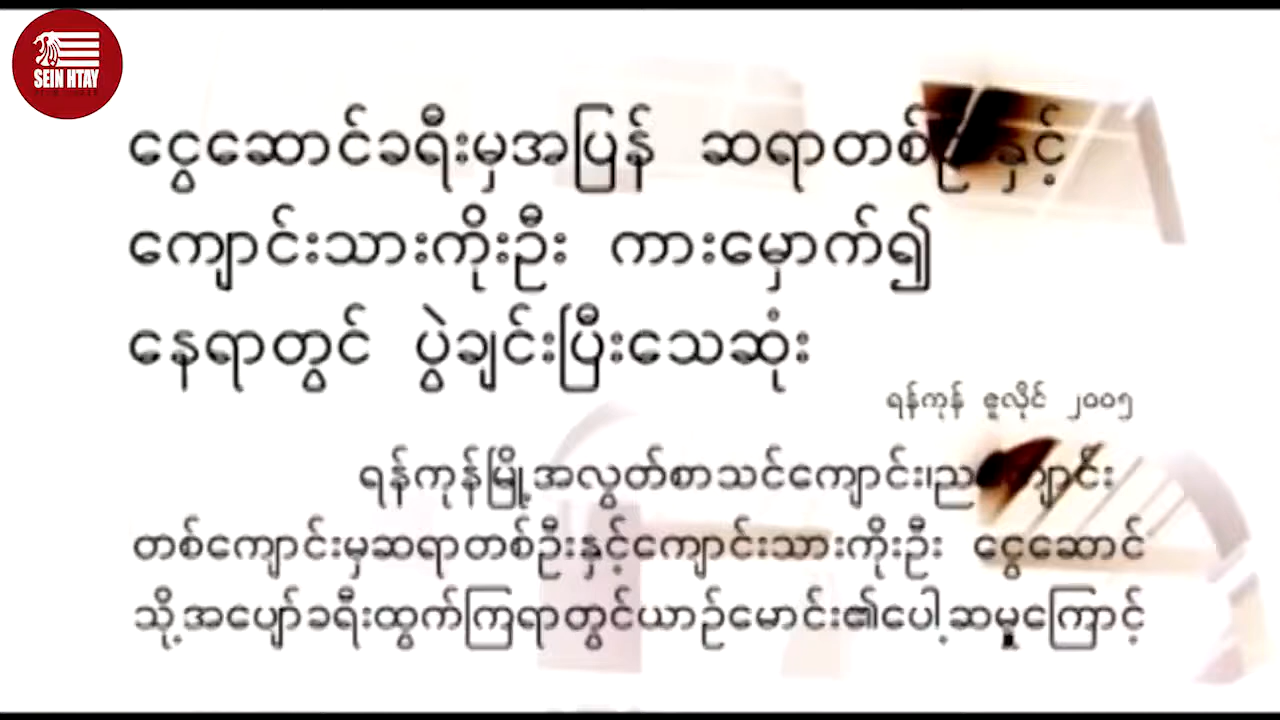 SEIN HTAY
ငွေဆောင်ခရီးမှအပြန် ဆရာတစ်ဦးနှင့်
ကျောင်းသားကိုးဦး ကားမှောက်၍
နေရာတွင် ပွဲချင်းပြီးသေဆုံး
ရန်ကုန် ဇူလိုင် ၂၀၀၅
ရန်ကုန်မြို့အလွတ်စာသင်ကျောင်း၊ညကျောင်း
တစ်ကျောင်းမှဆရာတစ်ဦးနှင့်ကျောင်းသားကိုးဦး ငွေဆောင်
သို့အပျော်ခရီးထွက်ကြရာတွင်ယာဉ်မောင်း၏ပေါ့ဆမှုကြောင့်